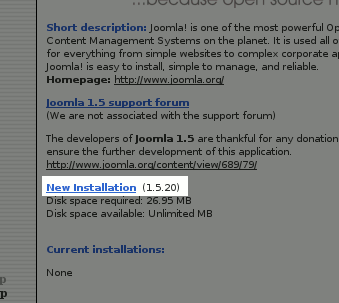 ...because open source m
Short description: Joomla! is one of the most powerful Op
Content Management Systems on the planet. It is used all o
for everything from simple websites to complex corporate ap
Joomla! is easy to install, simple to manage, and reliable.
Homepage: http://www.joomla.org/
Joomla 1.5 support forum
(We are not associated with the support forum)
The developers of Joomla 1.5 are thankful for any donation
ensure the further development of this application.
http://www.joomla.org/content/view/689/79/
New Installation (1.5.20)
Disk space required: 26.95 MB
Disk space available: Unlimited MB
Current installations:
None
p
p